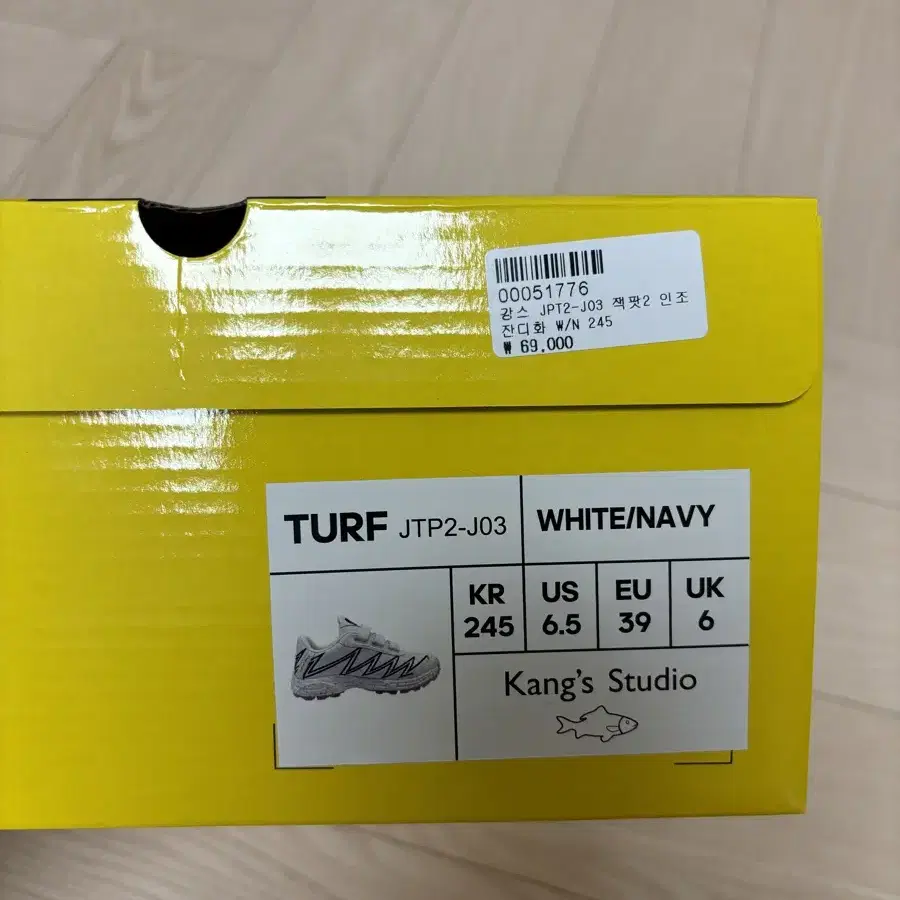 00051776
캉스 JPT2-J03 잭팟2 인조
잔디화 W/N 245
₩ 69,000
TURF JTP2-J03
WHITE/NAVY
KR US EU UK
245 6.5 39 6
Kang's Studio